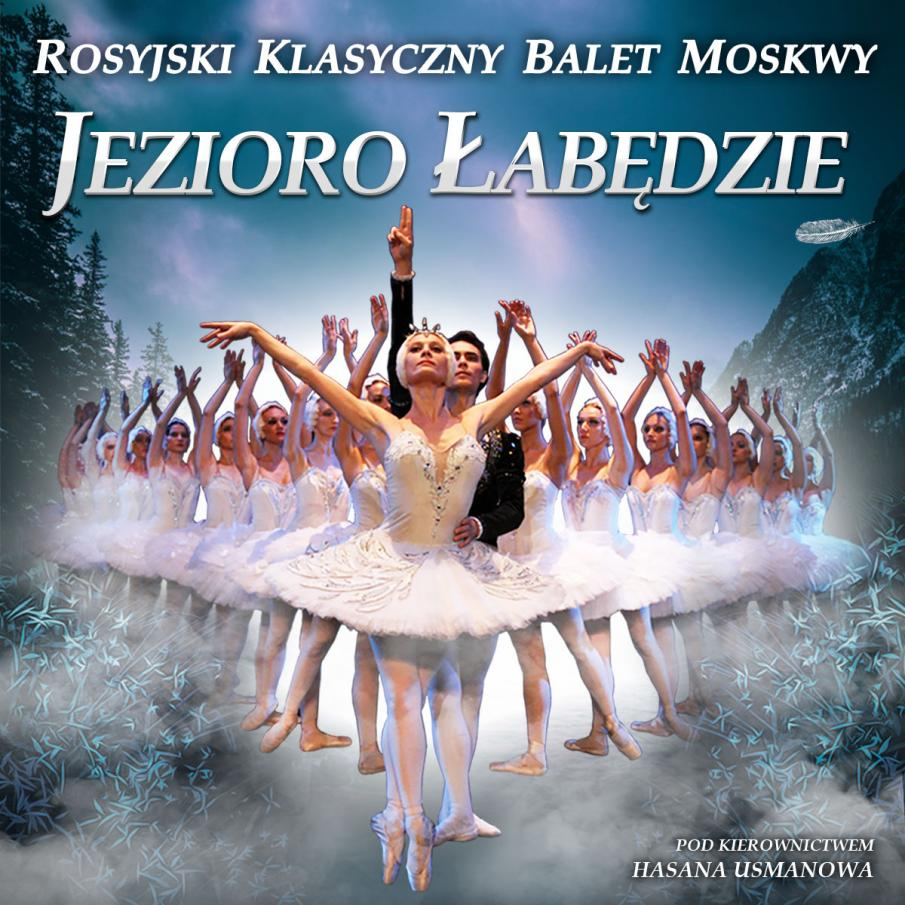 ROSYJSKI KLASYCZNY BALET MOSKWY
JEZIORO ŁABĘDZIE
POD KIEROWNICTWEM
HASANA USMANOWA